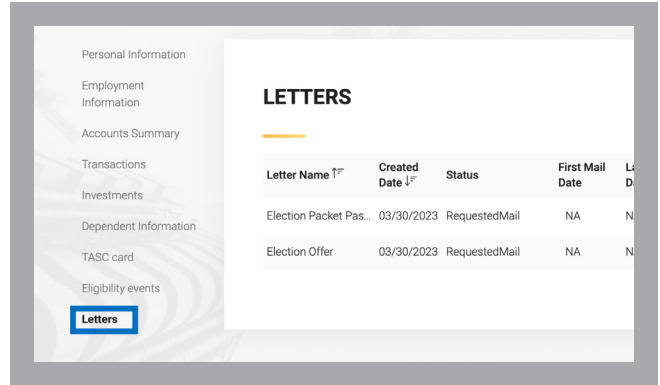 Personal Information
Employment
Information
Accounts Summary
Transactions
Investments
Dependent Information
TASC card
Eligibility events
Letters
LETTERS
Letter Name Created Date Status First Mail Date
Election Packet Pas... 03/30/2023 RequestedMail NA
Election Offer 03/30/2023 RequestedMail NA